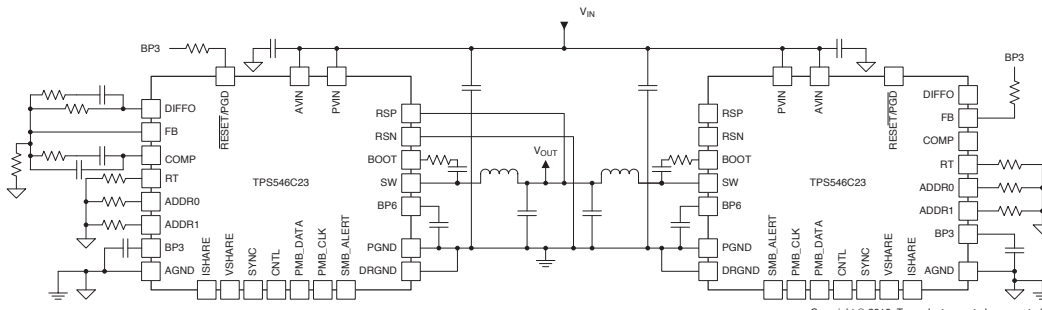 V_IN
BP3
BP3
DIFFO
FB
COMP
RT
ADDR0
ADDR1
BP3
AGND
RESET/PGD
AVIN
PVIN
TPS546C23
RSP
RSN
BOOT
SW
BP6
PGND
DRGND
ISHARE
VSHARE
SYNC
CNTL
PMB_DATA
PMB_CLK
SMB_ALERT
V_OUT
RSP
RSN
BOOT
SW
BP6
PGND
DRGND
PVIN
AVIN
RESET/PGD
TPS546C23
DIFFO
FB
COMP
RT
ADDR0
ADDR1
BP3
AGND
SMB_ALERT
PMB_CLK
PMB_DATA
CNTL
SYNC
VSHARE
ISHARE